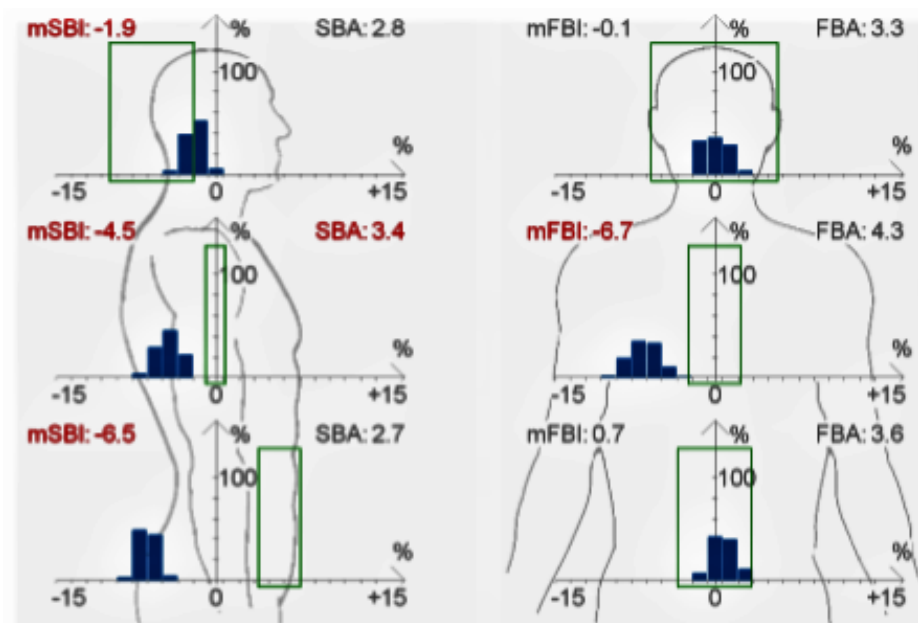 mSBI: -1.9 % SBA: 2.8
100
%
-15 0 +15
mFBI: -0.1 % FBA: 3.3
100
%
-15 0 +15
mSBI: -4.5 % SBA: 3.4
100
%
-15 0 +15
mFBI: -6.7 % FBA: 4.3
100
%
-15 0 +15
mSBI: -6.5 % SBA: 2.7
100
%
-15 0 +15
mFBI: 0.7 % FBA: 3.6
100
%
-15 0 +15